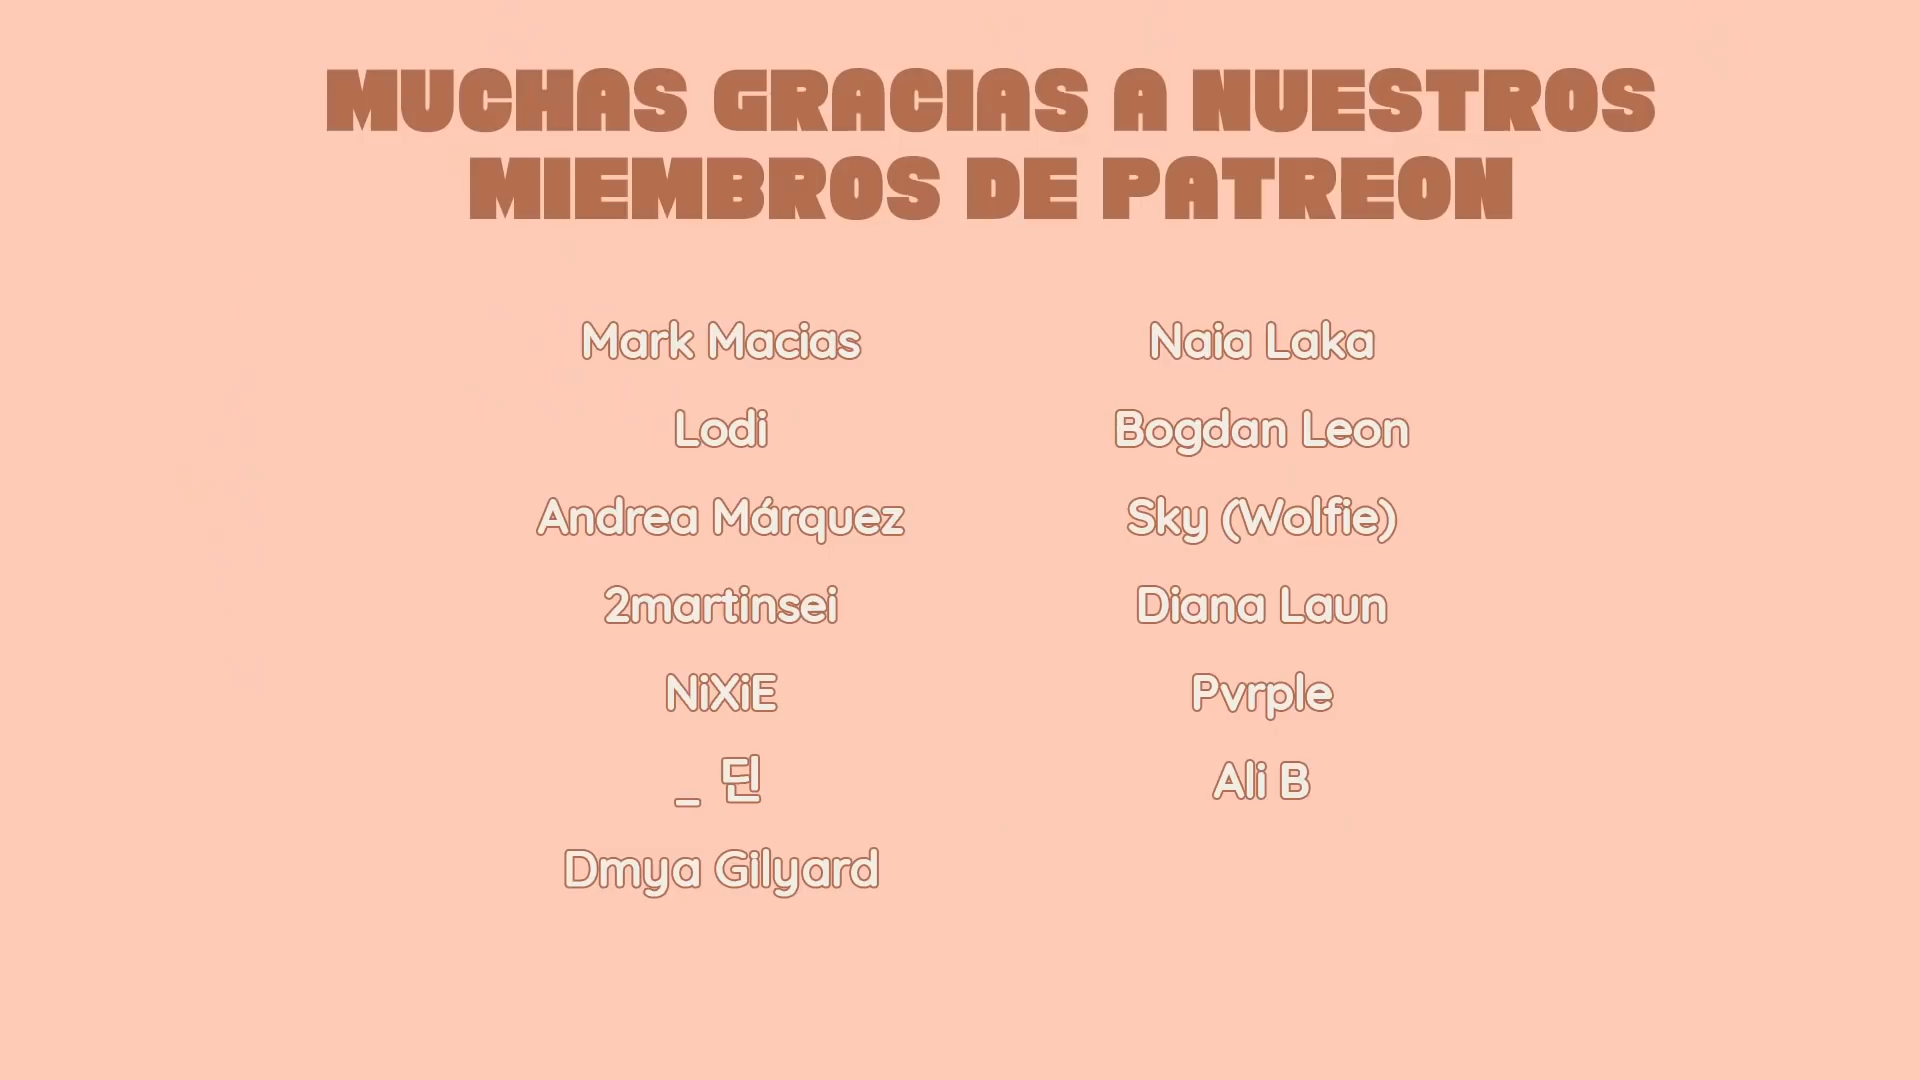 MUCHAS GRACIAS A NUESTROS
MIEMBROS DE PATREON
Mark Macias
Lodi
Andrea Márquez
2martinsei
NiXiE
_ 딘
Dmya Gilyard
Naia Laka
Bogdan Leon
Sky (Wolfie)
Diana Laun
Pvrple
Ali B